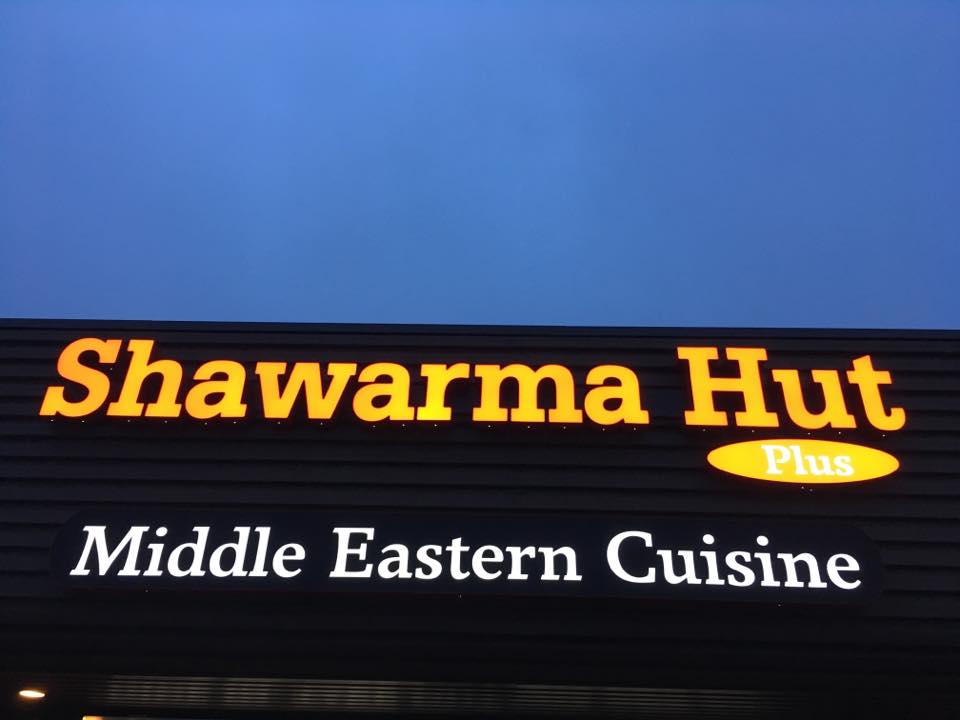 Shawarma Hut
Plus
Middle Eastern Cuisine